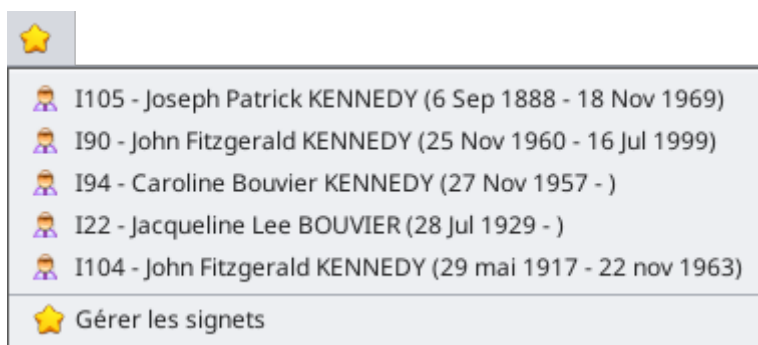 I105 - Joseph Patrick KENNEDY (6 Sep 1888 - 18 Nov 1969)
I90 - John Fitzgerald KENNEDY (25 Nov 1960 - 16 Jul 1999)
I94 - Caroline Bouvier KENNEDY (27 Nov 1957 - )
I22 - Jacqueline Lee BOUVIER (28 Jul 1929 - )
I104 - John Fitzgerald KENNEDY (29 mai 1917 - 22 nov 1963)
Gérer les signets